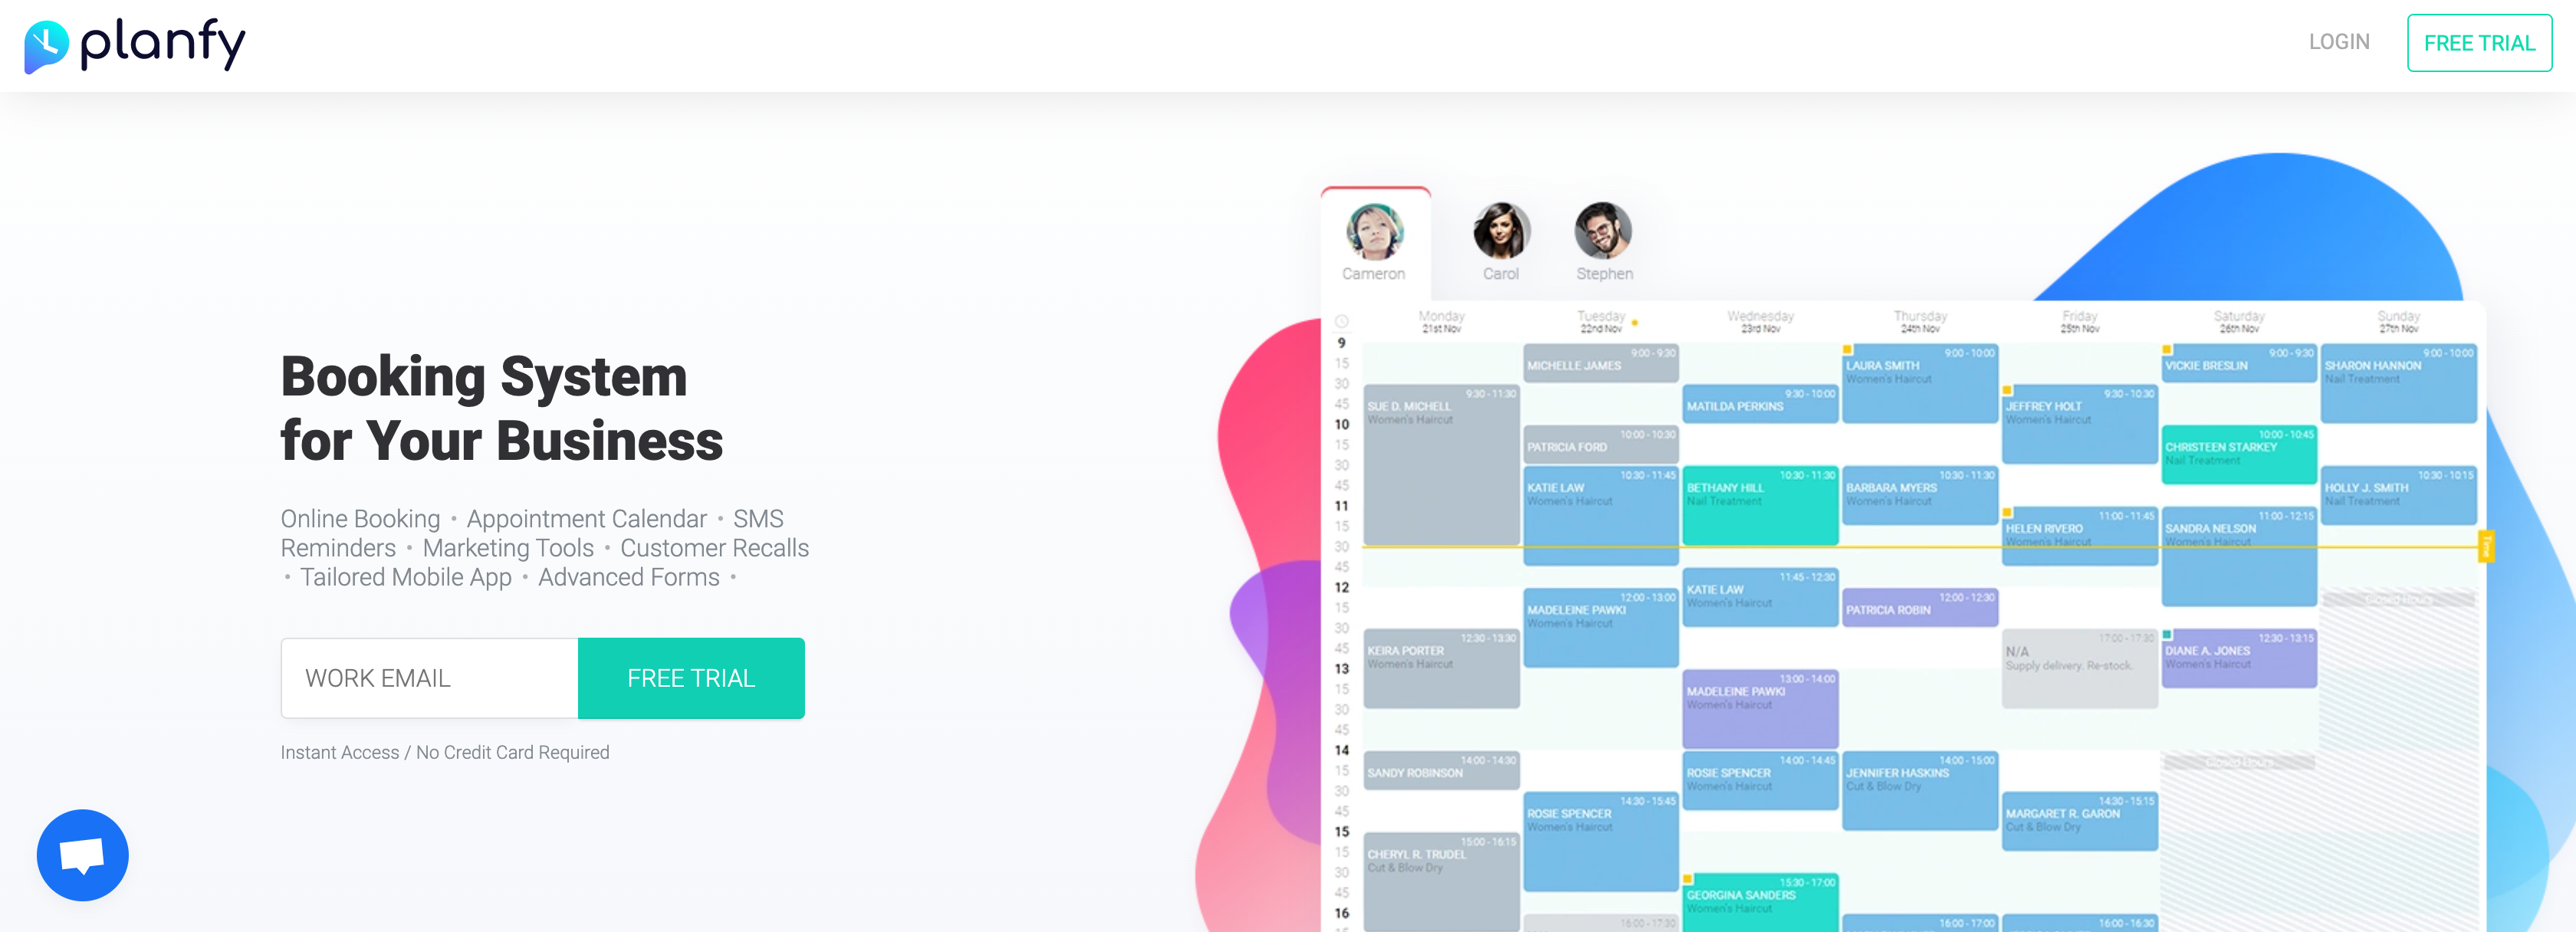 planfy
LOGIN
FREE TRIAL
Cameron
Carol
Stephen
Monday
21st Nov
Tuesday
22nd Nov
Wednesday
23rd Nov
Thursday
24th Nov
Friday
25th Nov
Saturday
26th Nov
Sunday
27th Nov
Booking System
for Your Business
Online Booking • Appointment Calendar • SMS
Reminders • Marketing Tools • Customer Recalls
• Tailored Mobile App • Advanced Forms •
WORK EMAIL
FREE TRIAL
Instant Access / No Credit Card Required
9
15
30
45
10
15
30
45
11
15
30
45
12
15
30
45
13
15
30
45
14
15
30
45
15
15
30
45
16
9:30 - 11:30
SUE D. MICHELL
Women's Haircut
12:30 - 13:30
KEIRA PORTER
Women's Haircut
14:00 - 14:30
SANDY ROBINSON
15:00 - 16:15
CHERYL R. TRUDEL
Cut & Blow Dry
9:00 - 9:30
MICHELLE JAMES
10:00 - 10:30
PATRICIA FORD
10:30 - 11:45
KATIE LAW
Women's Haircut
12:00 - 13:00
MADELEINE PAWKI
Women's Haircut
14:30 - 15:45
ROSIE SPENCER
Women's Haircut
16:00 - 17:30
9:30 - 10:00
MATILDA PERKINS
10:30 - 11:30
BETHANY HILL
Nail Treatment
11:45 - 12:30
KATIE LAW
Women's Haircut
13:00 - 14:00
MADELEINE PAWKI
Women's Haircut
14:00 - 14:45
ROSIE SPENCER
Women's Haircut
15:30 - 17:00
GEORGINA SANDERS
Women's Haircut
9:00 - 10:00
LAURA SMITH
Women's Haircut
10:30 - 11:30
BARBARA MYERS
Women's Haircut
12:00 - 12:30
PATRICIA ROBIN
14:00 - 15:00
JENNIFER HASKINS
Cut & Blow Dry
16:00 - 17:00
9:30 - 10:30
JEFFREY HOLT
Women's Haircut
11:00 - 11:45
HELEN RIVERO
Women's Haircut
17:00 - 17:30
N/A
Supply delivery. Re-stock.
14:30 - 15:15
MARGARET R. GARON
Cut & Blow Dry
16:00 - 16:30
9:00 - 9:30
VICKIE BRESLIN
10:00 - 10:45
CHRISTEEN STARKEY
Nail Treatment
11:00 - 12:15
SANDRA NELSON
Women's Haircut
12:30 - 13:15
DIANE A. JONES
Women's Haircut
Closed Hours
9:00 - 10:00
SHARON HANNON
Nail Treatment
10:30 - 10:15
HOLLY J. SMITH
Nail Treatment
Closed Hours
Time